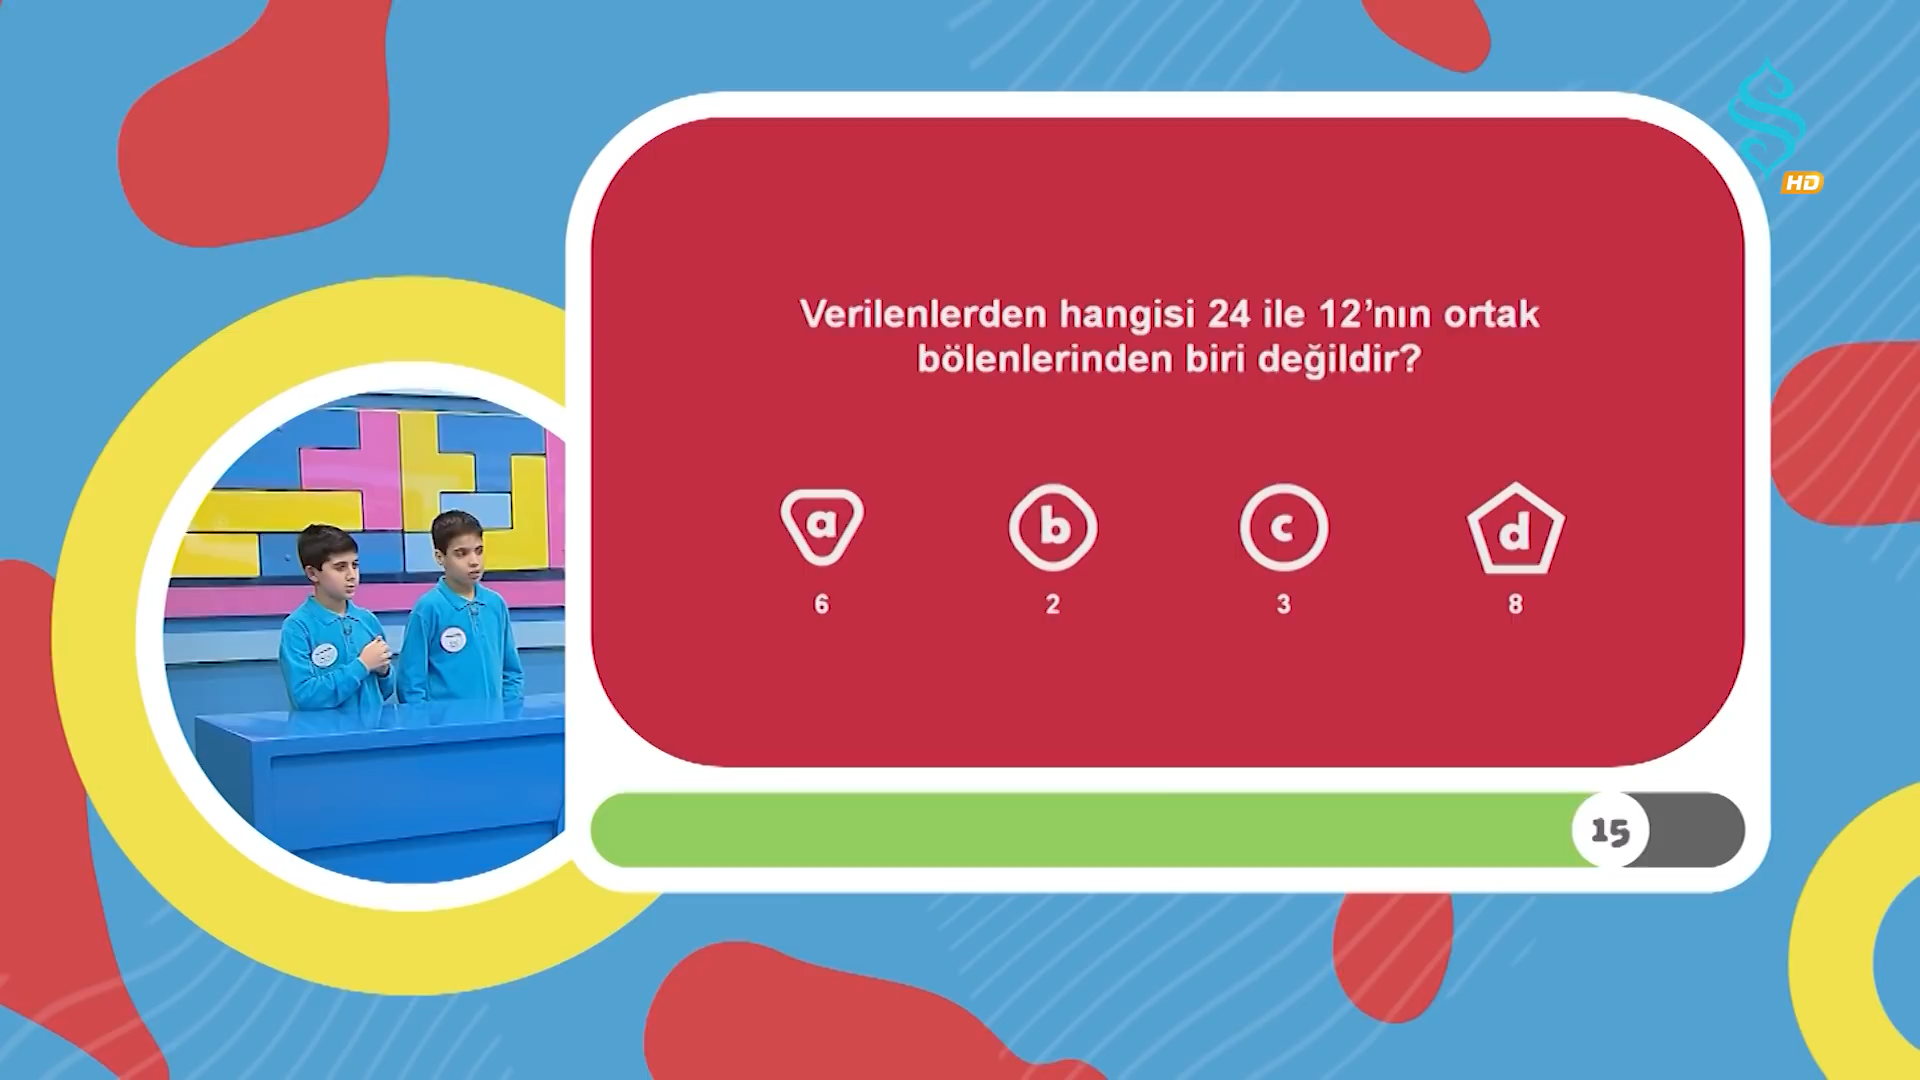 HD
Verilenlerden hangisi 24 ile 12'nın ortak
bölenlerinden biri değildir?
a b c d
6 2 3 8
15